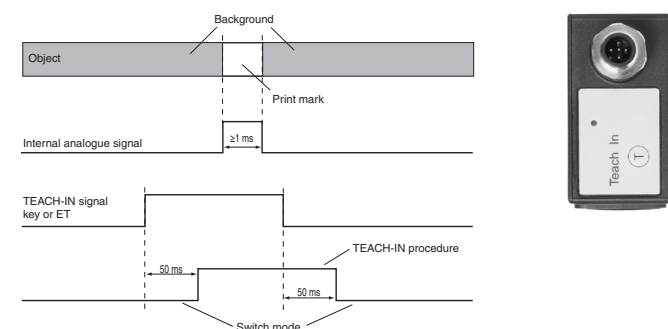 Background
Object
Print mark
Internal analogue signal
≥1 ms
TEACH-IN signal
key or ET
TEACH-IN procedure
50 ms
50 ms
Switch mode
Teach In
T